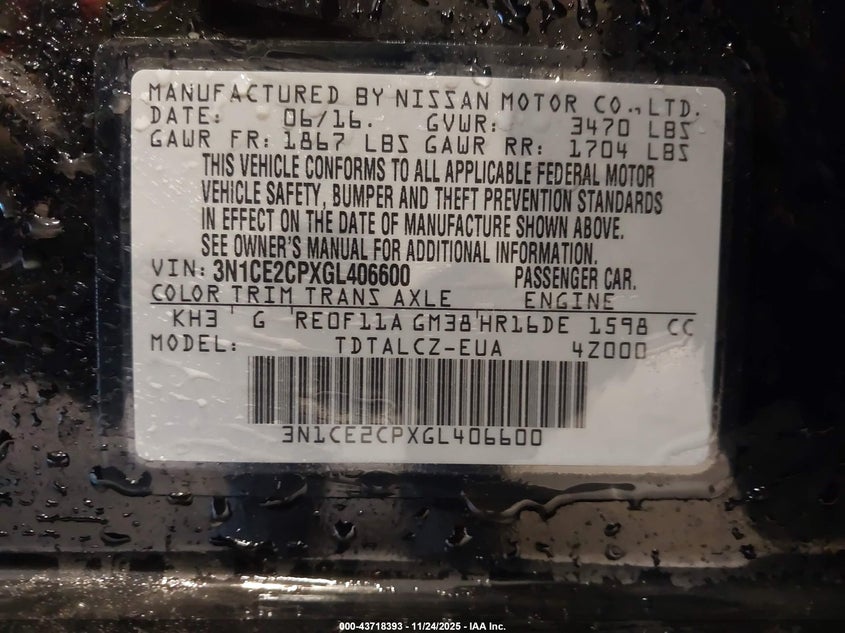 MANUFACTURED BY NISSAN MOTOR CO., LTD.
DATE: 06/16. GVWR: 3470 LBS
GAWR FR: 1867 LBS GAWR RR: 1704 LBS
THIS VEHICLE CONFORMS TO ALL APPLICABLE FEDERAL MOTOR
VEHICLE SAFETY, BUMPER AND THEFT PREVENTION STANDARDS
IN EFFECT ON THE DATE OF MANUFACTURE SHOWN ABOVE.
SEE OWNER'S MANUAL FOR ADDITIONAL INFORMATION.
VIN: 3N1CE2CPXGL406600 PASSENGER CAR.
COLOR TRIM TRANS AXLE ENGINE
KH3 G RE0F11A GM38 HR16DE 1598 CC
MODEL: TDTALCZ-EUA 4Z000
3N1CE2CPXGL406600
000-43718393 - 11/24/2025 - IAA Inc.